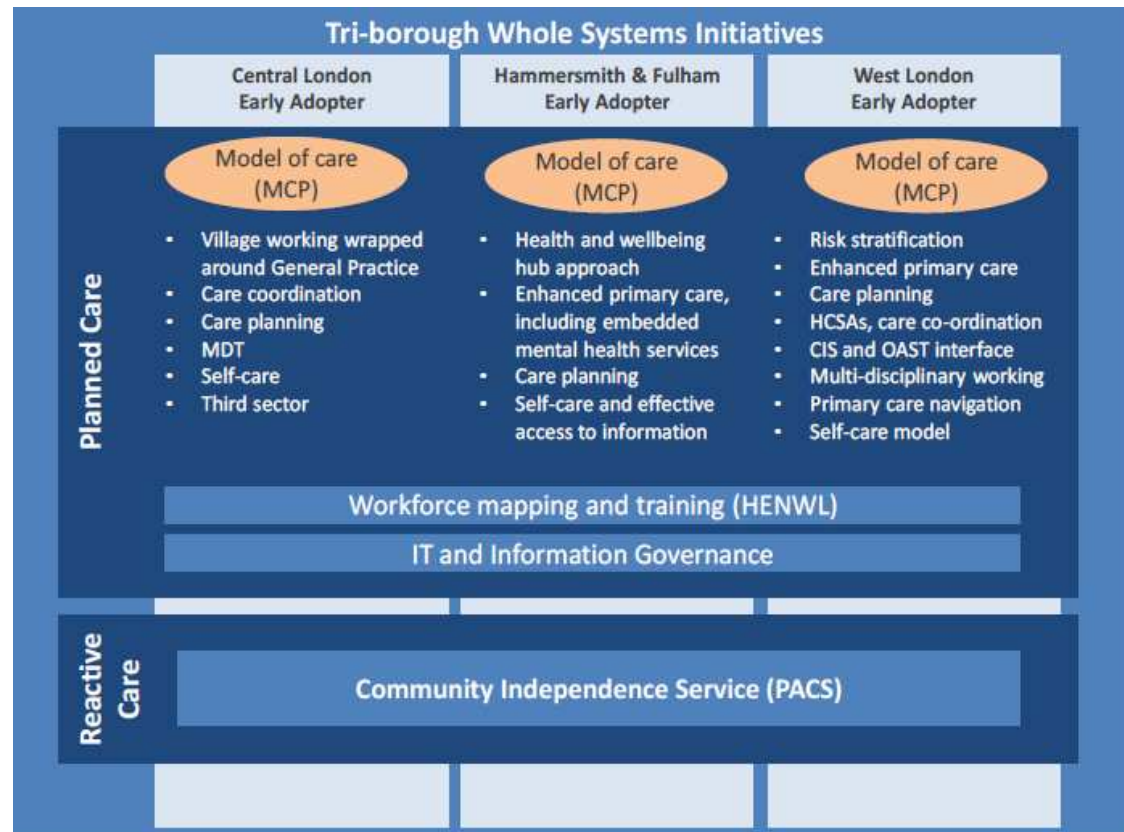 Tri-borough Whole Systems Initiatives
Central London
Early Adopter
Hammersmith & Fulham
Early Adopter
West London
Early Adopter
Planned Care
Model of care
(MCP)
• Village working wrapped
around General Practice
• Care coordination
• Care planning
• MDT
• Self-care
• Third sector
Model of care
(MCP)
• Health and wellbeing
hub approach
• Enhanced primary care,
including embedded
mental health services
• Care planning
• Self-care and effective
access to information
Model of care
(MCP)
• Risk stratification
• Enhanced primary care
• Care planning
• HCSAs, care co-ordination
• CIS and OAST interface
• Multi-disciplinary working
• Primary care navigation
• Self-care model
Workforce mapping and training (HENWL)
IT and Information Governance
Reactive
Care
Community Independence Service (PACS)